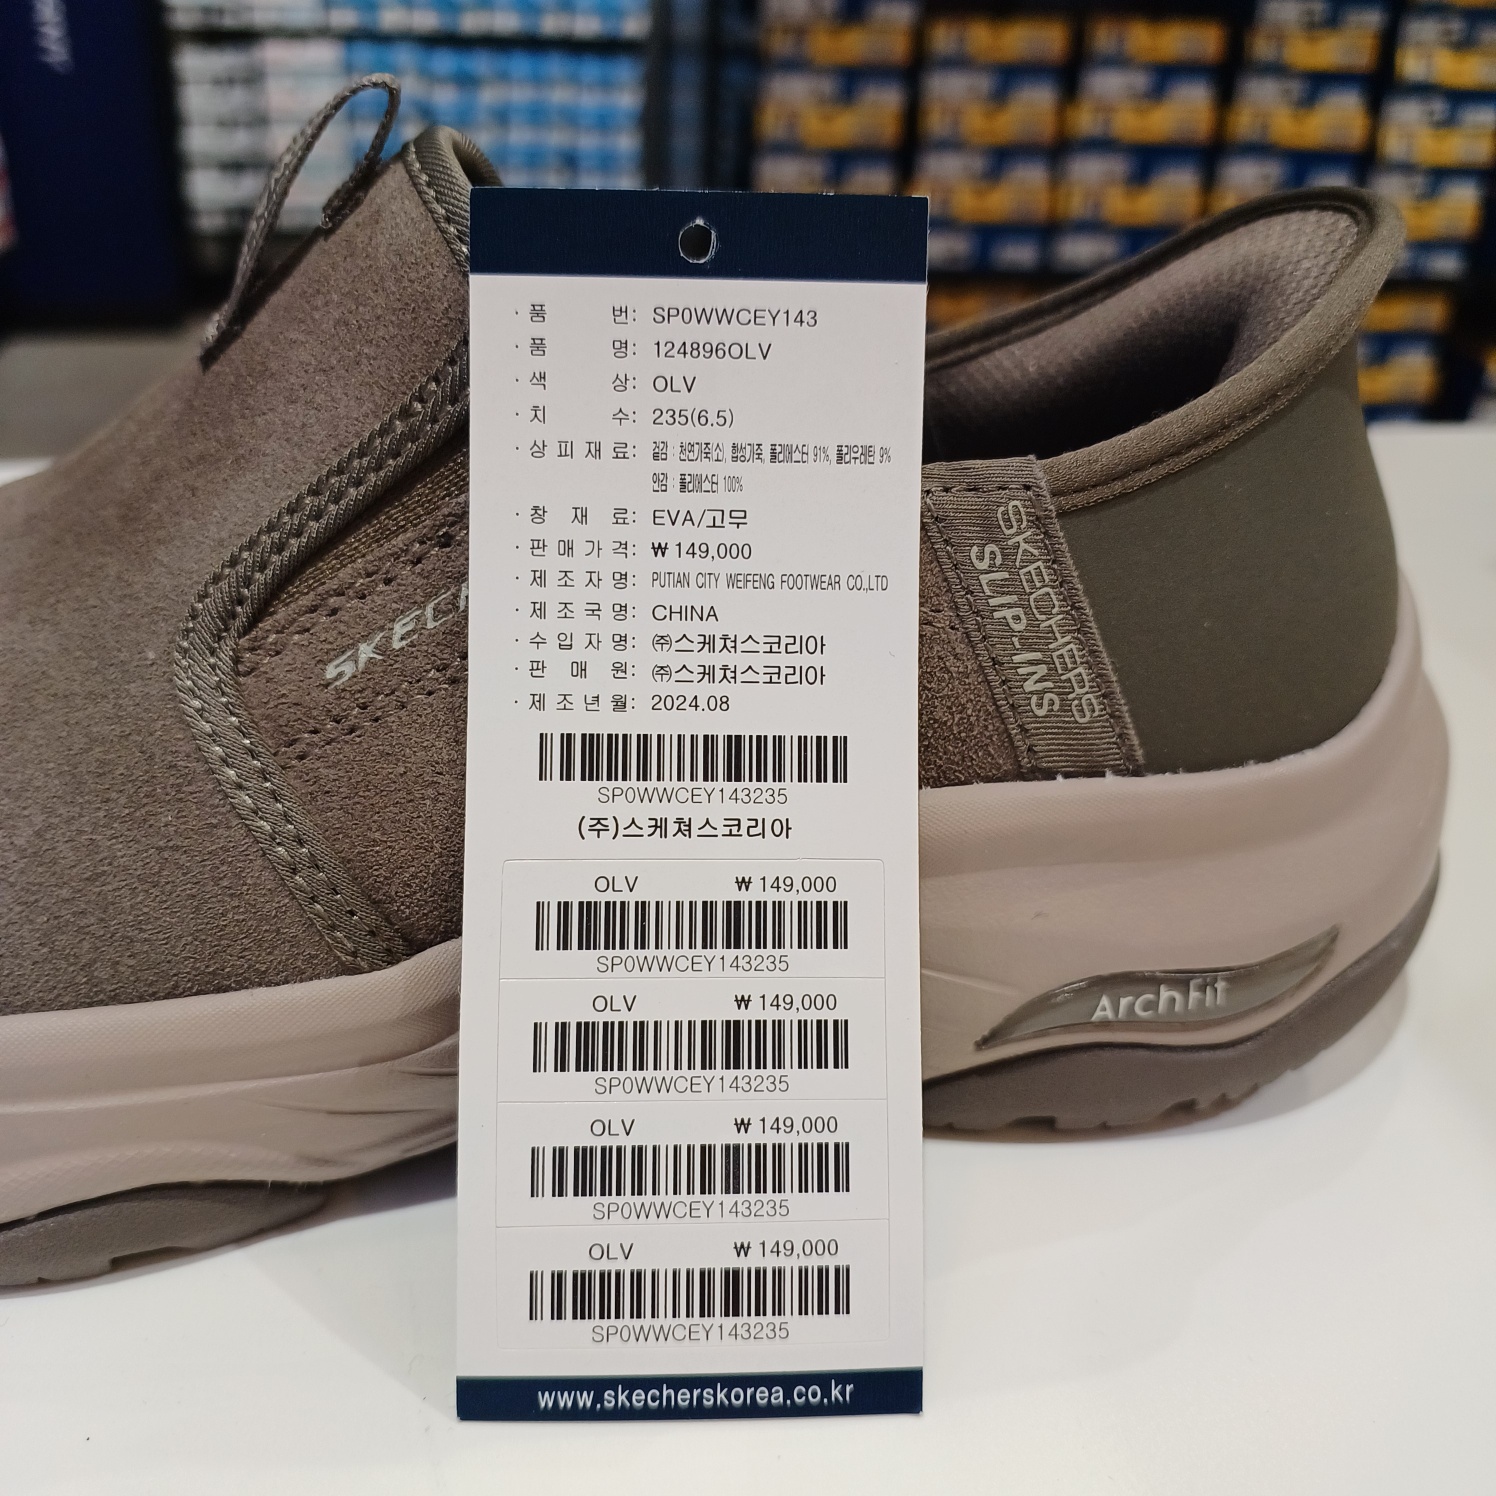 · 품 번: SP0WWCEY143
· 품 명: 124896OLV
· 색 상: OLV
· 치 수: 235(6.5)
· 상 피 재 료: 겉감 : 천연가죽(소), 합성가죽, 폴리에스터 91%, 폴리우레탄 9%
안감 : 폴리에스터 100%
· 창 재 료: EVA/고무
· 판 매 가 격: ₩ 149,000
· 제 조 자 명: PUTIAN CITY WEIFENG FOOTWEAR CO.,LTD
· 제 조 국 명: CHINA
· 수 입 자 명: ㈜스케쳐스코리아
· 판 매 원: ㈜스케쳐스코리아
· 제 조 년 월: 2024.08
SP0WWCEY143235
(주)스케쳐스코리아
OLV ₩ 149,000
SP0WWCEY143235
OLV ₩ 149,000
SP0WWCEY143235
OLV ₩ 149,000
SP0WWCEY143235
OLV ₩ 149,000
SP0WWCEY143235
www.skecherskorea.co.kr
SKECHERS
SLIP-INS
Arch Fit